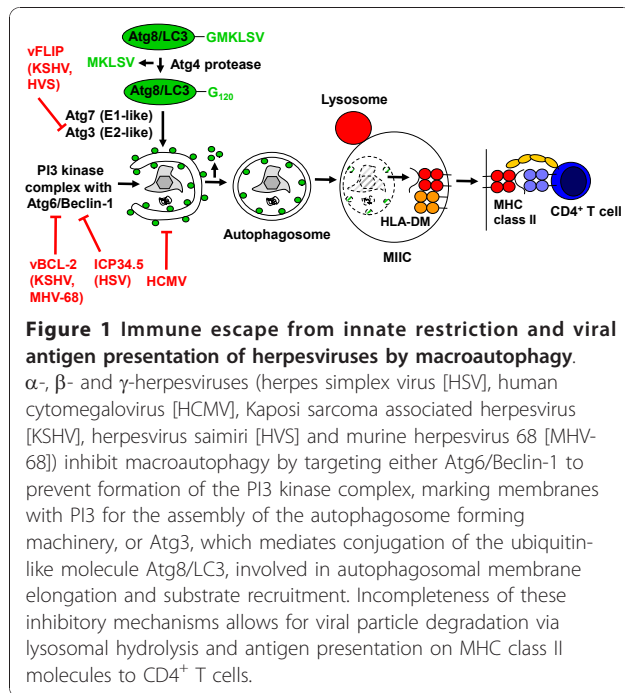 Atg8/LC3 GMKLSV
vFLIP
(KSHV,
HVS)
MKLSV
Atg4 protease
Atg8/LC3 G120
Atg7 (E1-like)
Atg3 (E2-like)
Lysosome
PI3 kinase
complex with
Atg6/Beclin-1
Autophagosome
HLA-DM
MIIC
MHC
class II
CD4+ T cell
vBCL-2
(KSHV,
MHV-68)
ICP34.5
(HSV)
HCMV
Figure 1 Immune escape from innate restriction and viral
antigen presentation of herpesviruses by macroautophagy.
α-, β- and γ-herpesviruses (herpes simplex virus [HSV], human
cytomegalovirus [HCMV], Kaposi sarcoma associated herpesvirus
[KSHV], herpesvirus saimiri [HVS] and murine herpesvirus 68 [MHV-
68]) inhibit macroautophagy by targeting either Atg6/Beclin-1 to
prevent formation of the PI3 kinase complex, marking membranes
with PI3 for the assembly of the autophagosome forming
machinery, or Atg3, which mediates conjugation of the ubiquitin-
like molecule Atg8/LC3, involved in autophagosomal membrane
elongation and substrate recruitment. Incompleteness of these
inhibitory mechanisms allows for viral particle degradation via
lysosomal hydrolysis and antigen presentation on MHC class II
molecules to CD4+ T cells.